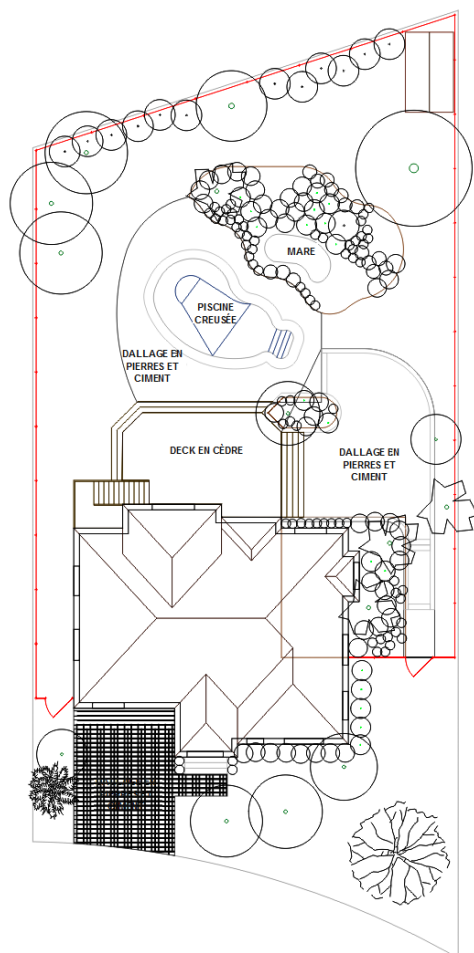 MARE
PISCINE
CREUSÉE
DALLAGE EN
PIERRES ET
CIMENT
DECK EN CÈDRE
DALLAGE EN
PIERRES ET
CIMENT